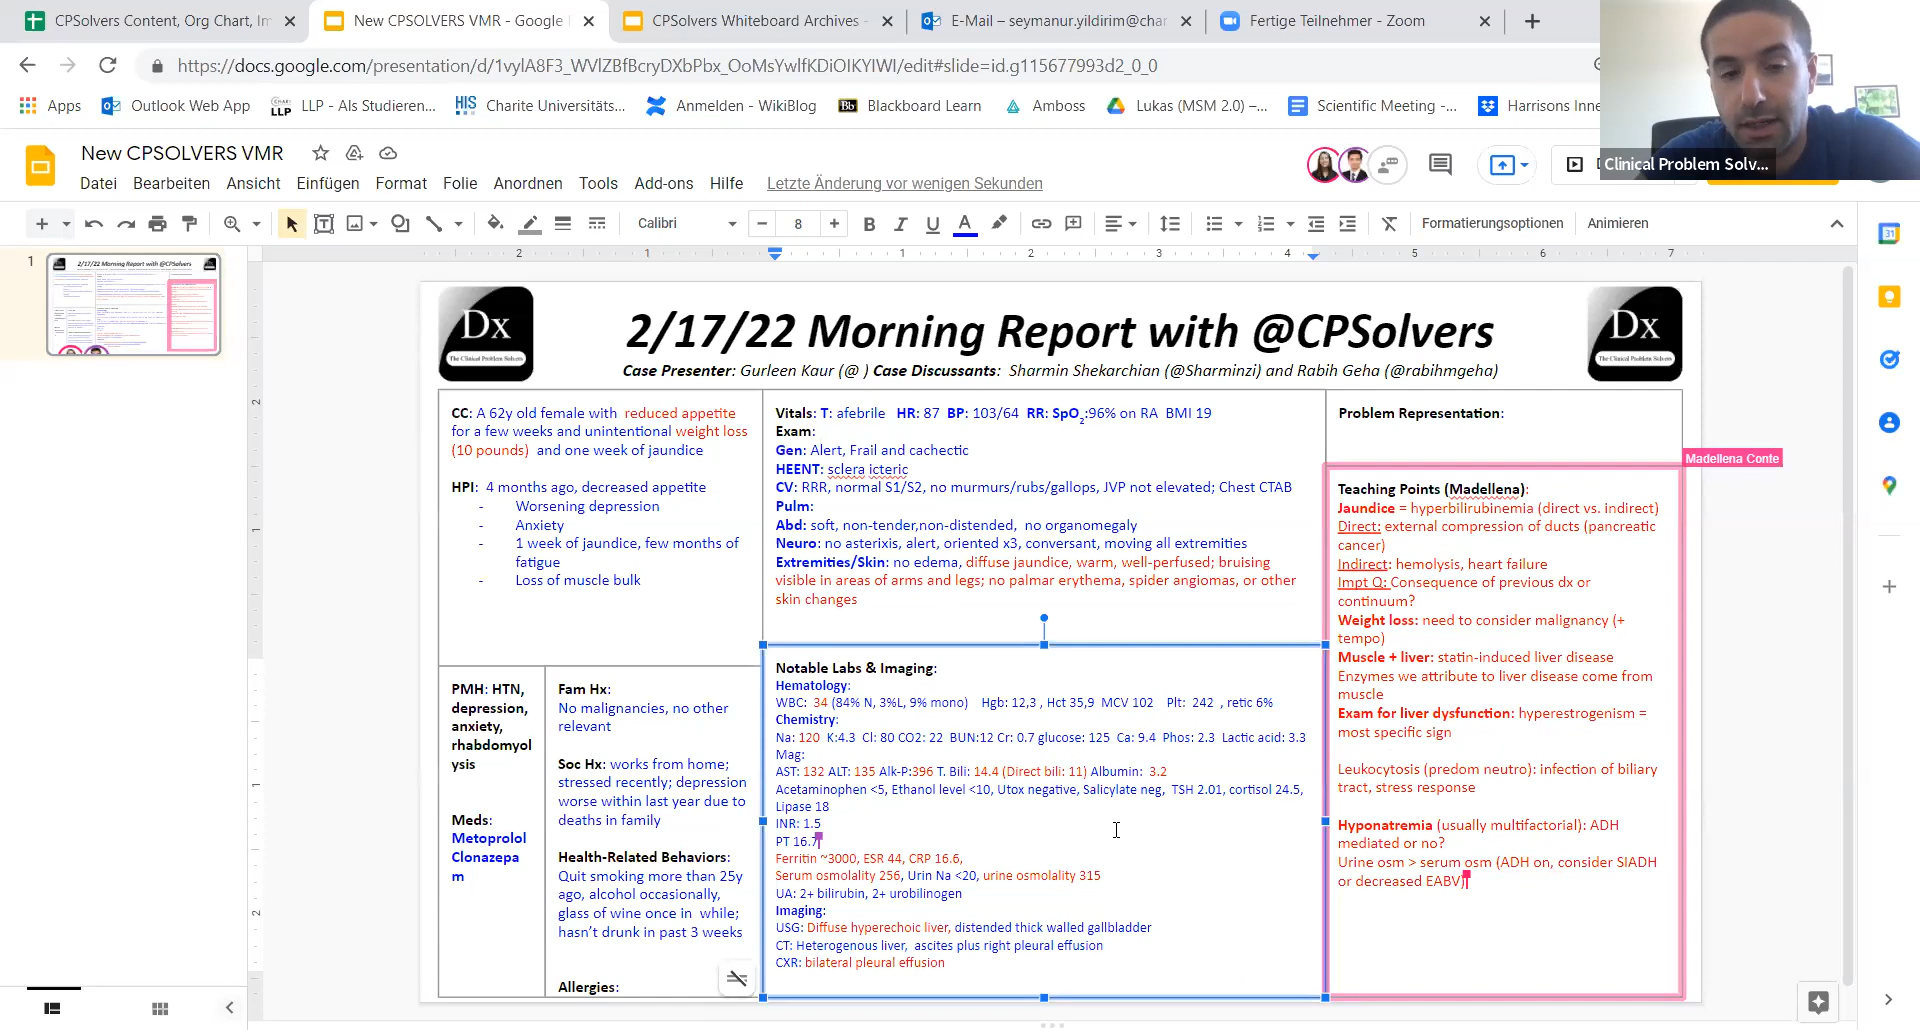 CPSolvers Content, Org Chart, Im
New CPSOLVERS VMR - Google
CPSolvers Whiteboard Archives -
E-Mail – seymanur.yildirim@char
Fertige Teilnehmer - Zoom
https://docs.google.com/presentation/d/1vylA8F3_WVlZBfBcryDXbPbx_OoMsYwlfKDiOIKYIWI/edit#slide=id.g115677993d2_0_0
Apps
Outlook Web App
LLP - Als Studieren...
Charite Universitäts...
Anmelden - WikiBlog
Blackboard Learn
Amboss
Lukas (MSM 2.0) –...
Scientific Meeting -...
Harrisons Inne
Clinical Problem Solv...
New CPSOLVERS VMR
Datei Bearbeiten Ansicht Einfügen Format Folie Anordnen Tools Add-ons Hilfe Letzte Änderung vor wenigen Sekunden
Calibri
8
Formatierungsoptionen
Animieren
2 1 1 2 3 4 5 6 7
1
Dx
The Clinical Problem Solvers
2/17/22 Morning Report with @CPSolvers
Case Presenter: Gurleen Kaur (@ ) Case Discussants: Sharmin Shekarchian (@Sharminzi) and Rabih Geha (@rabihmgeha)
Dx
The Clinical Problem Solvers
CC: A 62y old female with reduced appetite
for a few weeks and unintentional weight loss
(10 pounds) and one week of jaundice
HPI: 4 months ago, decreased appetite
- Worsening depression
- Anxiety
- 1 week of jaundice, few months of
fatigue
- Loss of muscle bulk
PMH: HTN,
depression,
anxiety,
rhabdomyol
ysis
Meds:
Metoprolol
Clonazepa
m
Fam Hx:
No malignancies, no other
relevant
Soc Hx: works from home;
stressed recently; depression
worse within last year due to
deaths in family
Health-Related Behaviors:
Quit smoking more than 25y
ago, alcohol occasionally,
glass of wine once in while;
hasn't drunk in past 3 weeks
Allergies:
Vitals: T: afebrile HR: 87 BP: 103/64 RR: SpO2:96% on RA BMI 19
Exam:
Gen: Alert, Frail and cachectic
HEENT: sclera icteric
CV: RRR, normal S1/S2, no murmurs/rubs/gallops, JVP not elevated; Chest CTAB
Pulm:
Abd: soft, non-tender,non-distended, no organomegaly
Neuro: no asterixis, alert, oriented x3, conversant, moving all extremities
Extremities/Skin: no edema, diffuse jaundice, warm, well-perfused; bruising
visible in areas of arms and legs; no palmar erythema, spider angiomas, or other
skin changes
Notable Labs & Imaging:
Hematology:
WBC: 34 (84% N, 3%L, 9% mono) Hgb: 12,3 , Hct 35,9 MCV 102 Plt: 242 , retic 6%
Chemistry:
Na: 120 K:4.3 Cl: 80 CO2: 22 BUN:12 Cr: 0.7 glucose: 125 Ca: 9.4 Phos: 2.3 Lactic acid: 3.3
Mag:
AST: 132 ALT: 135 Alk-P:396 T. Bili: 14.4 (Direct bili: 11) Albumin: 3.2
Acetaminophen <5, Ethanol level <10, Utox negative, Salicylate neg, TSH 2.01, cortisol 24.5,
Lipase 18
INR: 1.5
PT 16.7
Ferritin ~3000, ESR 44, CRP 16.6,
Serum osmolality 256, Urin Na <20, urine osmolality 315
UA: 2+ bilirubin, 2+ urobilinogen
Imaging:
USG: Diffuse hyperechoic liver, distended thick walled gallbladder
CT: Heterogenous liver, ascites plus right pleural effusion
CXR: bilateral pleural effusion
Problem Representation:
Madellena Conte
Teaching Points (Madellena):
Jaundice = hyperbilirubinemia (direct vs. indirect)
Direct: external compression of ducts (pancreatic
cancer)
Indirect: hemolysis, heart failure
Impt Q: Consequence of previous dx or
continuum?
Weight loss: need to consider malignancy (+
tempo)
Muscle + liver: statin-induced liver disease
Enzymes we attribute to liver disease come from
muscle
Exam for liver dysfunction: hyperestrogenism =
most specific sign
Leukocytosis (predom neutro): infection of biliary
tract, stress response
Hyponatremia (usually multifactorial): ADH
mediated or no?
Urine osm > serum osm (ADH on, consider SIADH
or decreased EABV)